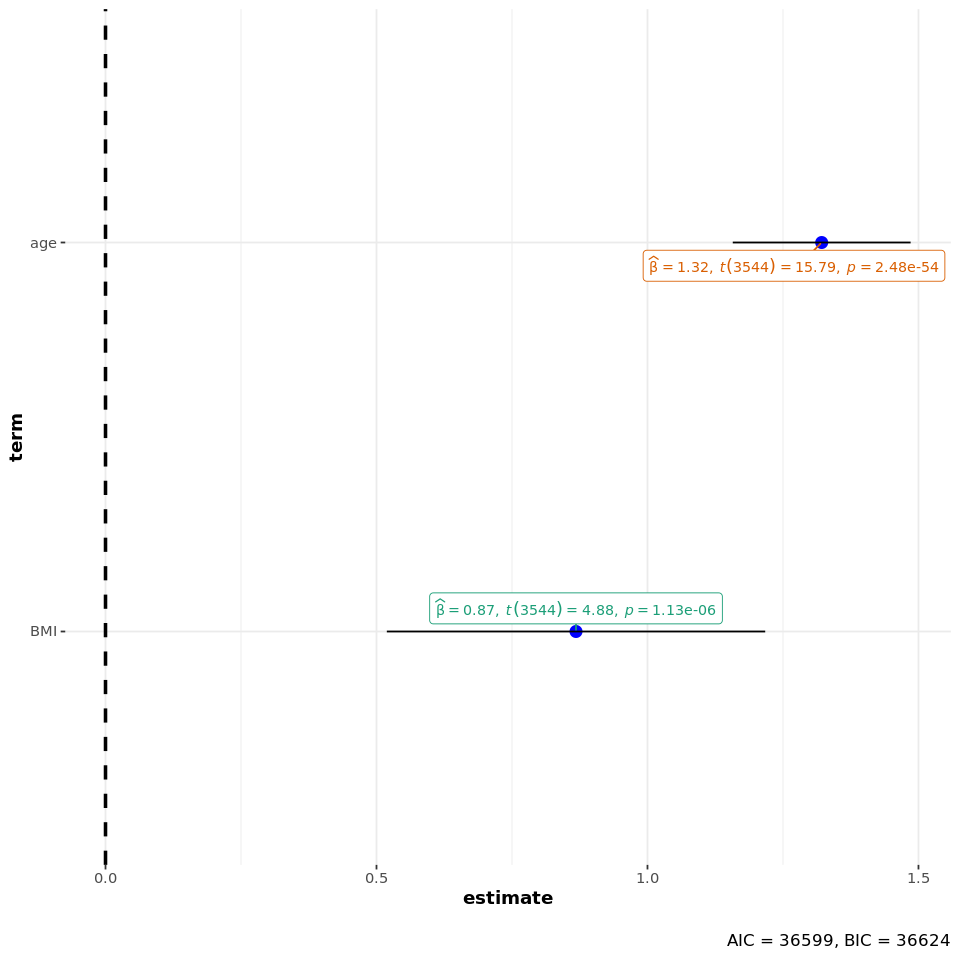 age
β̂ = 1.32, t(3544) = 15.79, p = 2.48e-54
term
β̂ = 0.87, t(3544) = 4.88, p = 1.13e-06
BMI
0.0 0.5 1.0 1.5
estimate
AIC = 36599, BIC = 36624